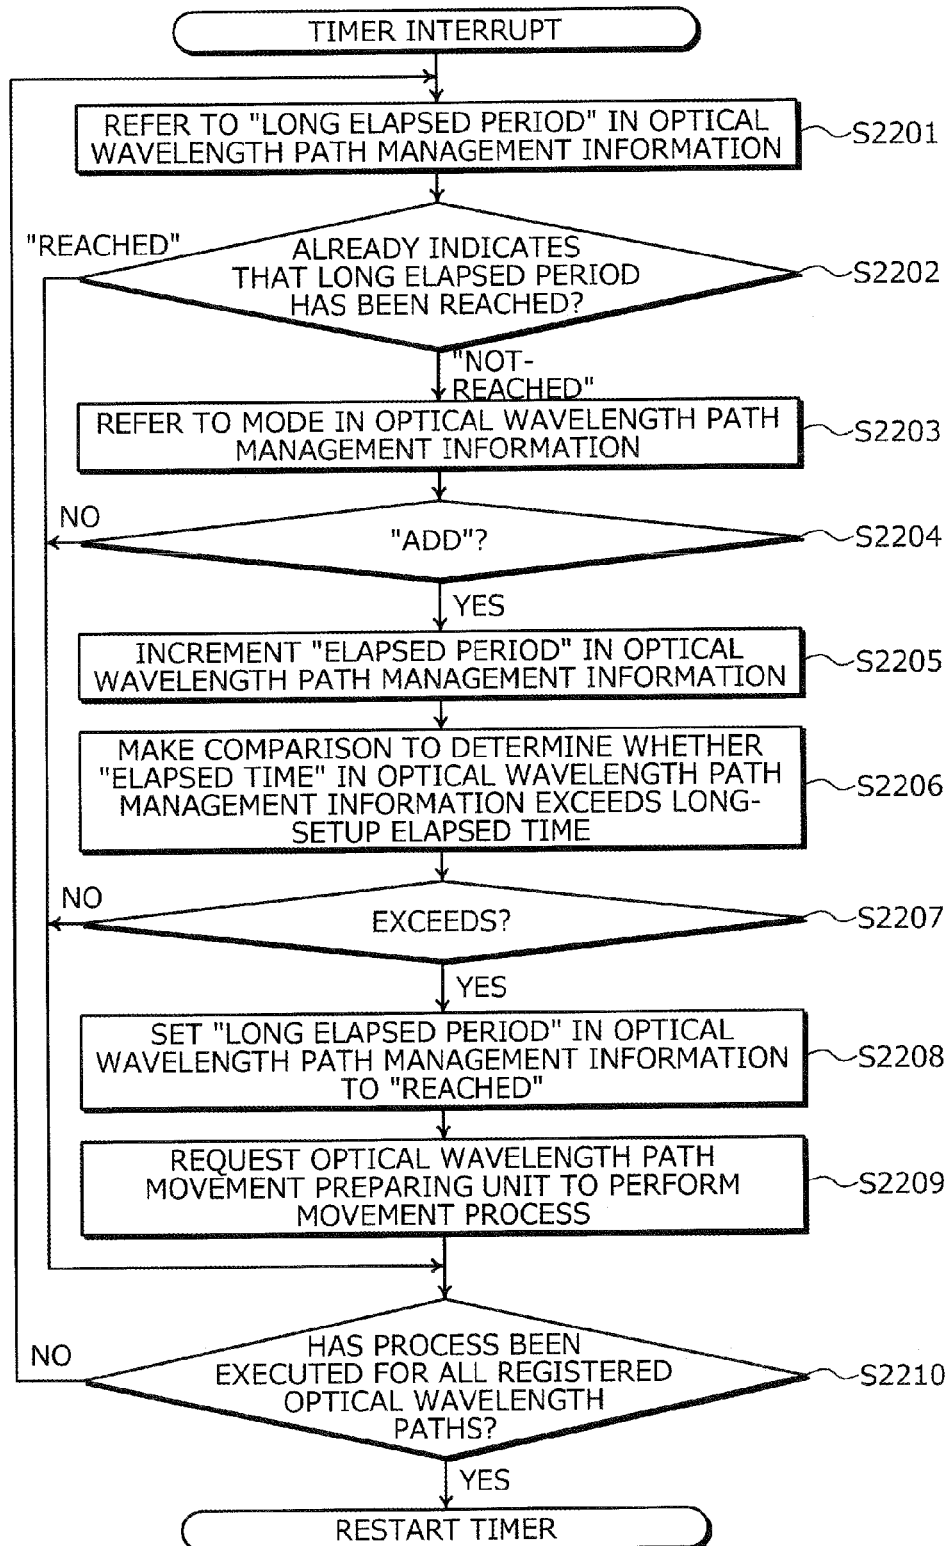 TIMER INTERRUPT
REFER TO "LONG ELAPSED PERIOD" IN OPTICAL
WAVELENGTH PATH MANAGEMENT INFORMATION
S2201
"REACHED"
ALREADY INDICATES
THAT LONG ELAPSED PERIOD
HAS BEEN REACHED?
S2202
"NOT-
REACHED"
REFER TO MODE IN OPTICAL WAVELENGTH PATH
MANAGEMENT INFORMATION
S2203
NO
"ADD"?
S2204
YES
INCREMENT "ELAPSED PERIOD" IN OPTICAL
WAVELENGTH PATH MANAGEMENT INFORMATION
S2205
MAKE COMPARISON TO DETERMINE WHETHER
"ELAPSED TIME" IN OPTICAL WAVELENGTH PATH
MANAGEMENT INFORMATION EXCEEDS LONG-
SETUP ELAPSED TIME
S2206
NO
EXCEEDS?
S2207
YES
SET "LONG ELAPSED PERIOD" IN OPTICAL
WAVELENGTH PATH MANAGEMENT INFORMATION
TO "REACHED"
S2208
REQUEST OPTICAL WAVELENGTH PATH
MOVEMENT PREPARING UNIT TO PERFORM
MOVEMENT PROCESS
S2209
NO
HAS PROCESS BEEN
EXECUTED FOR ALL REGISTERED
OPTICAL WAVELENGTH
PATHS?
S2210
YES
RESTART TIMER